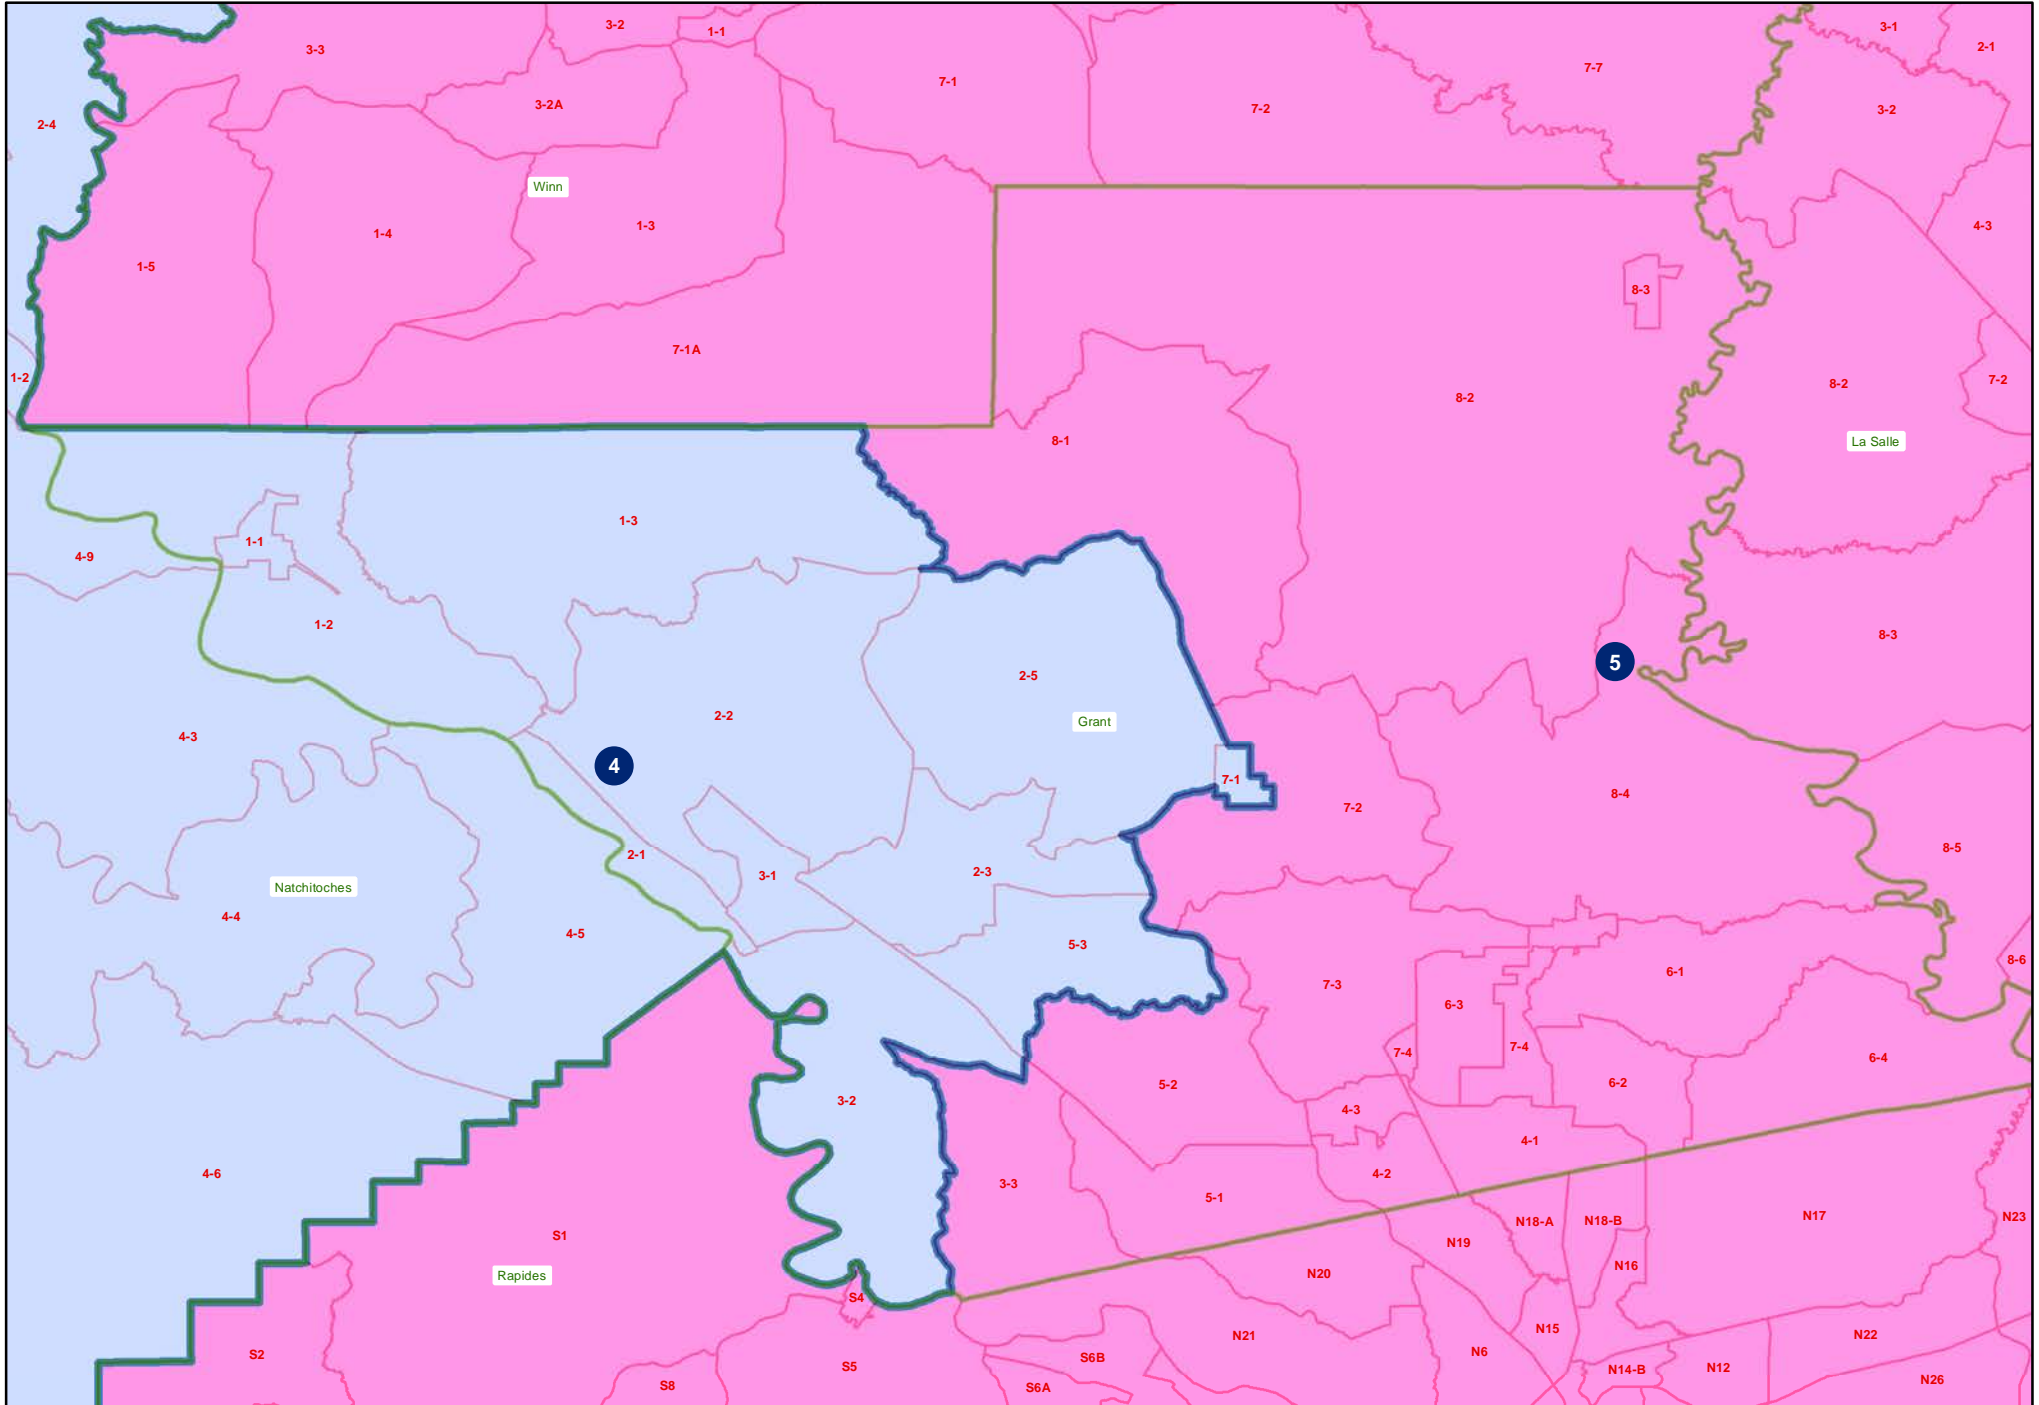 3-3
3-2
1-1
3-1
2-1
7-1
7-2
7-7
3-2A
3-2
2-4
Winn
1-4
1-3
4-3
1-5
8-3
7-1A
1-2
8-2
8-2
7-2
8-1
La Salle
1-3
1-1
4-9
1-2
8-3
5
2-5
2-2
Grant
4-3
4
7-1
7-2
8-4
2-1
8-5
3-1
2-3
Natchitoches
4-4
4-5
5-3
8-6
6-1
7-3
6-3
7-4
7-4
6-4
5-2
6-2
3-2
4-3
4-1
4-6
4-2
3-3
5-1
N18-A
N18-B
N17
N23
S1
N19
N16
Rapides
N20
S4
N15
N21
N22
S2
N6
S6B
S5
N14-B
N12
S8
S6A
N26